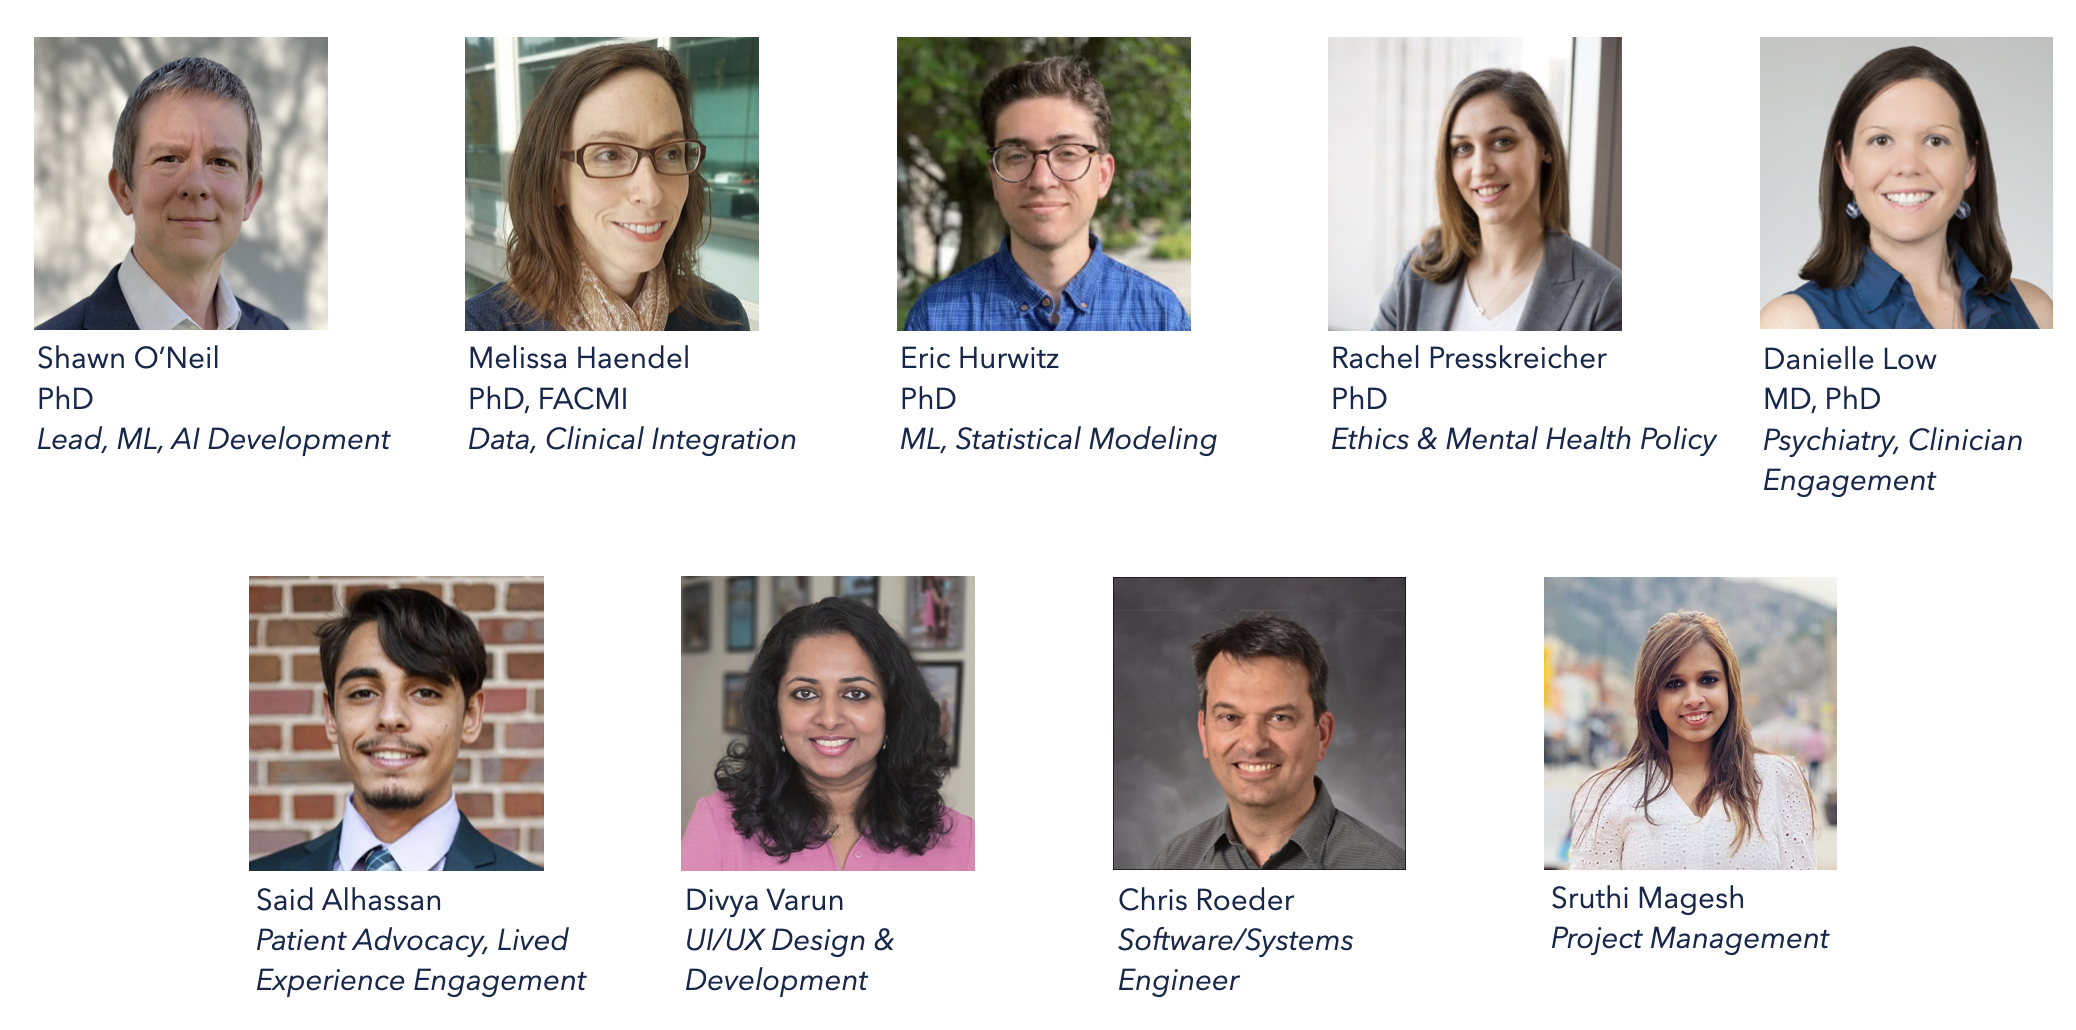 Shawn O’Neil
PhD
Lead, ML, AI Development
Melissa Haendel
PhD, FACMI
Data, Clinical Integration
Eric Hurwitz
PhD
ML, Statistical Modeling
Rachel Presskreicher
PhD
Ethics & Mental Health Policy
Danielle Low
MD, PhD
Psychiatry, Clinician
Engagement
Said Alhassan
Patient Advocacy, Lived
Experience Engagement
Divya Varun
UI/UX Design &
Development
Chris Roeder
Software/Systems
Engineer
Sruthi Magesh
Project Management